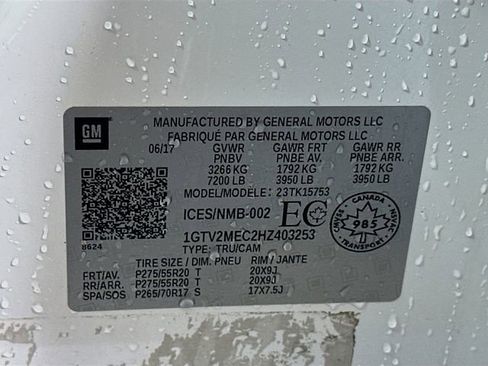 GM
MANUFACTURED BY GENERAL MOTORS LLC
FABRIQUÉ PAR GENERAL MOTORS LLC
06/17 GVWR GAWR FRT GAWR RR
PNBV PNBE AV. PNBE ARR.
3266 KG 1792 KG 1792 KG
7200 LB 3950 LB 3950 LB
MODEL/MODELE: 23TK15753
ICES/NMB-002 EC
985
TRANSPORT
1GTV2MEC2HZ403253
8624
TYPE: TRU/CAM
TIRE SIZE / DIM. PNEU RIM / JANTE
FRT/AV. P275/55R20 T 20X9J
RR/ARR. P275/55R20 T 20X9J
SPA/SOS P265/70R17 S 17X7.5J